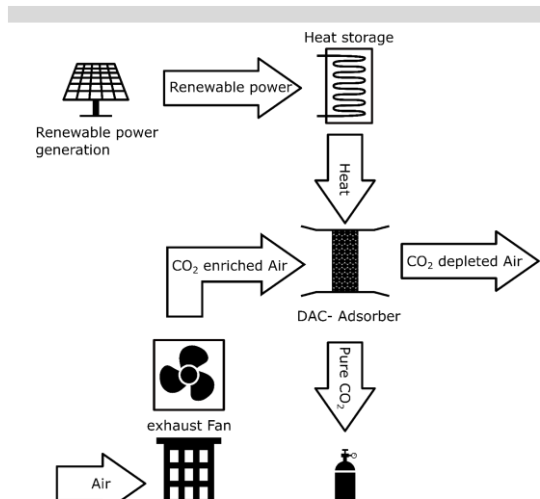 Heat storage
Renewable power
Renewable power
generation
Heat
CO₂ enriched Air
CO₂ depleted Air
DAC- Adsorber
Pure CO₂
exhaust Fan
Air